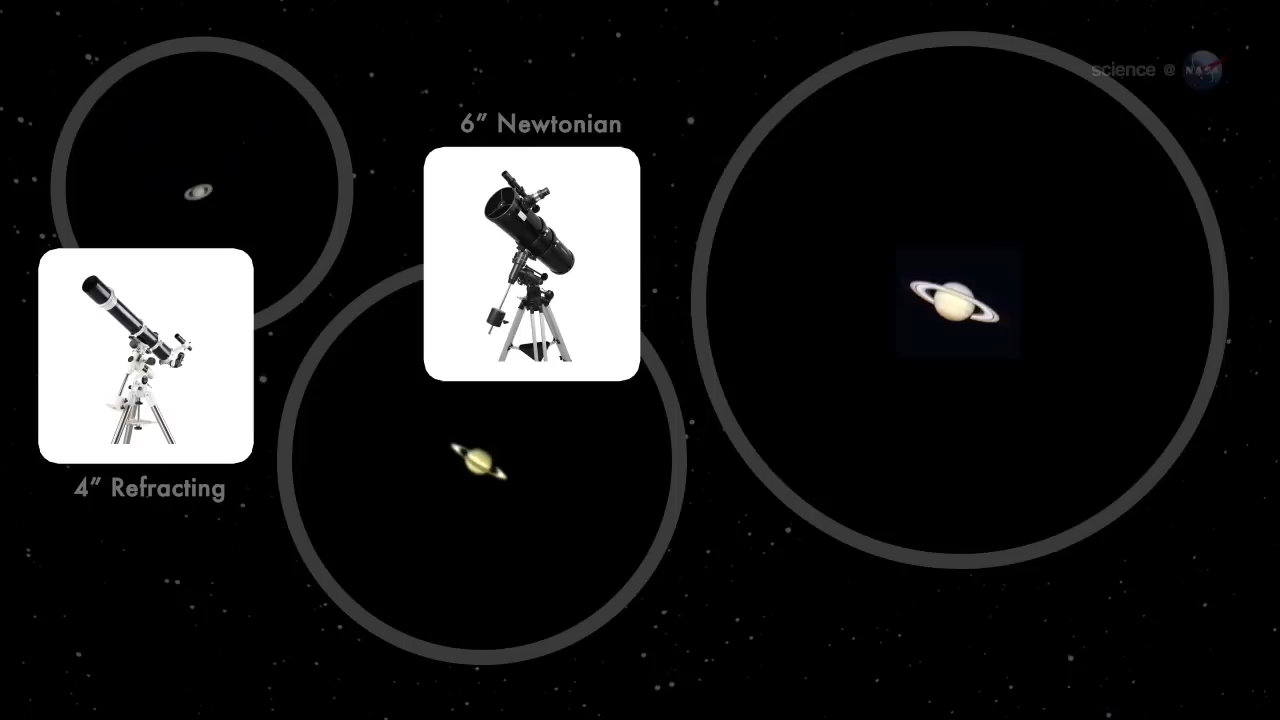 science @ NASA
6” Newtonian
4” Refracting